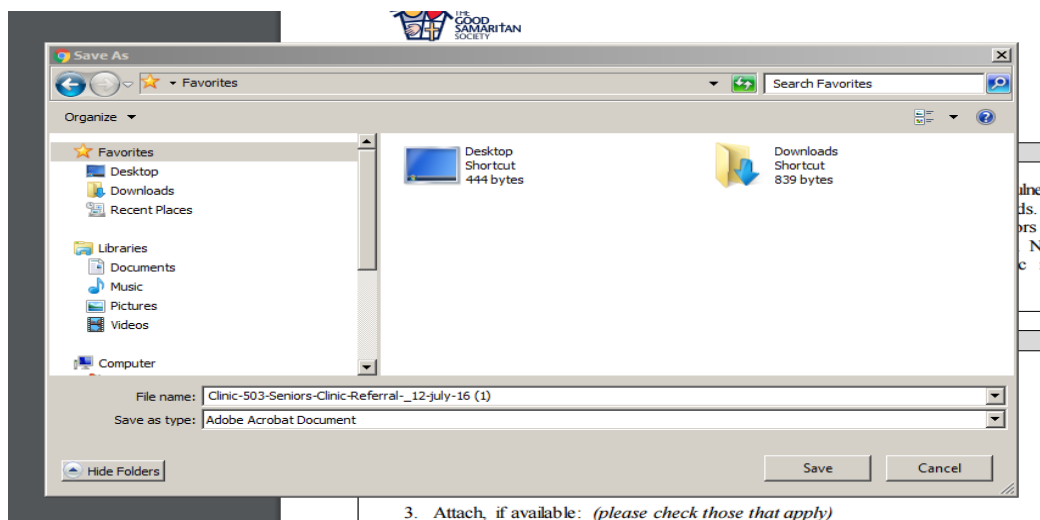 THE
GOOD
SAMARITAN
SOCIETY
Save As
Favorites
Search Favorites
Organize
Favorites
Desktop
Downloads
Recent Places
Libraries
Documents
Music
Pictures
Videos
Computer
Desktop
Shortcut
444 bytes
Downloads
Shortcut
839 bytes
ds.
N
File name: Clinic-503-Seniors-Clinic-Referral-_12-july-16 (1)
Save as type: Adobe Acrobat Document
Hide Folders
Save
Cancel
3. Attach, if available: (please check those that apply)